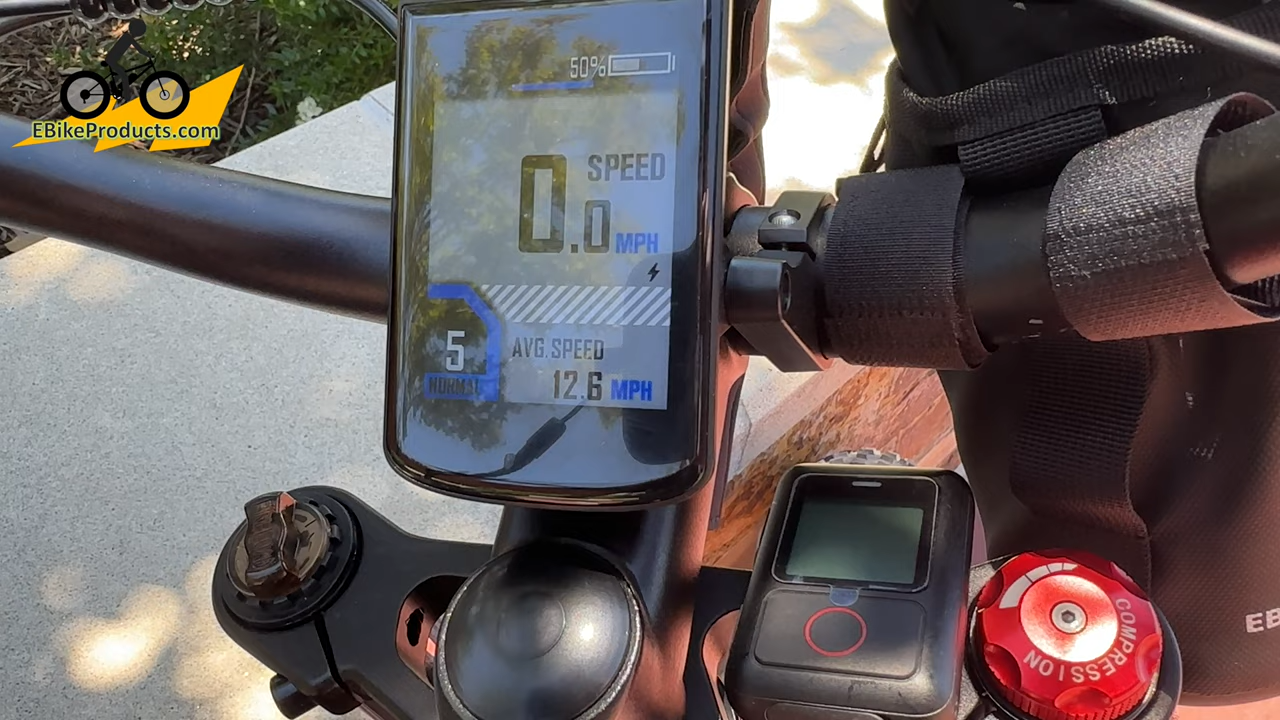 EBikeProducts.com
50%
SPEED
0.0 MPH
5
NORMAL
AVG. SPEED
12.6 MPH
COMPRESSION
EB